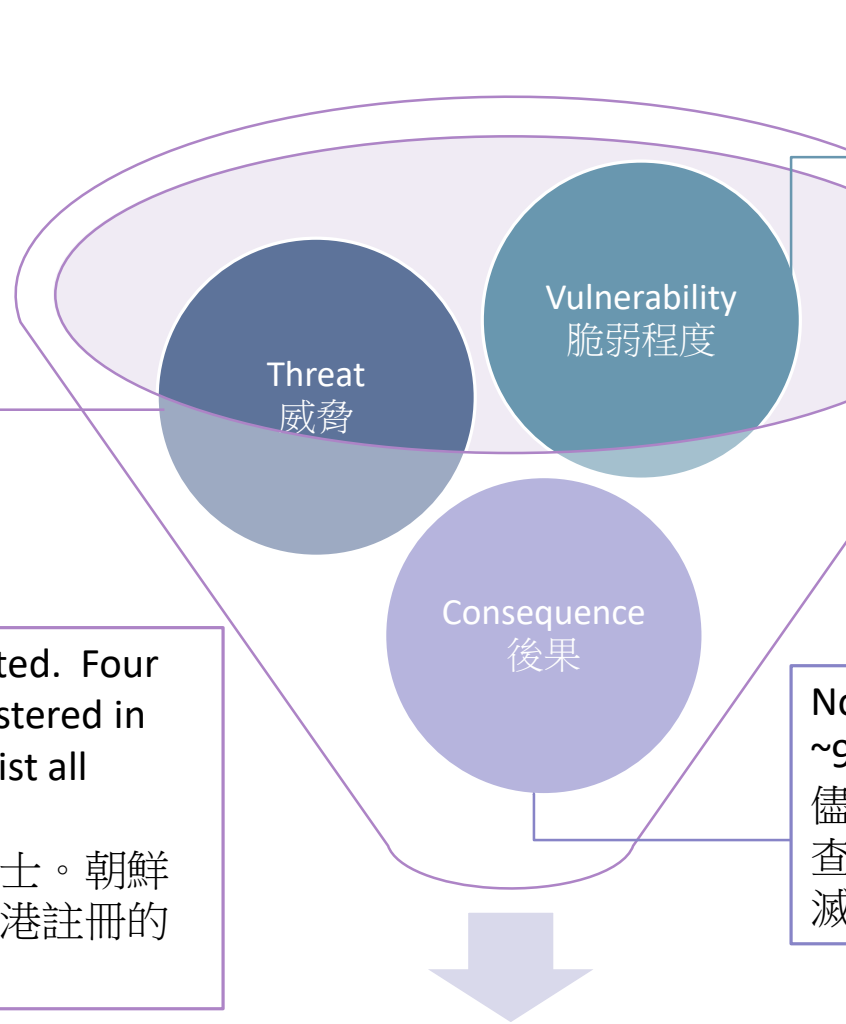 Vulnerability
脆弱程度
Threat
威脅
Consequence
後果
ted. Four
stered in
ist all
士。朝鮮
港註冊的
No
~9
儘
查
滅